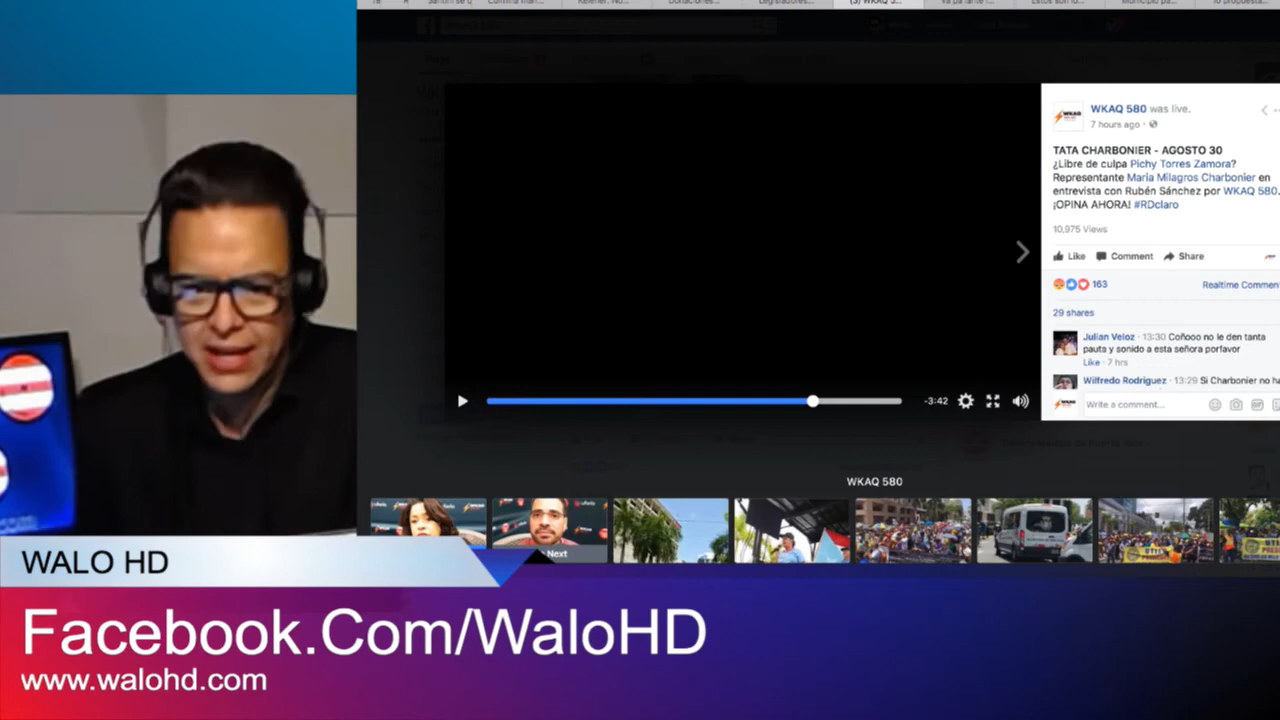 WKAQ 580 was live.
7 hours ago
TATA CHARBONIER - AGOSTO 30
¿Libre de culpa Pichy Torres Zamora?
Representante María Milagros Charbonier en
entrevista con Rubén Sánchez por WKAQ 580.
¡OPINA AHORA! #RDclaro
10,975 Views
Like Comment Share
163
Realtime Comment
29 shares
Julian Veloz · 13:30 Coñooo no le den tanta
pauts y sonido a esta señora porfavor
Like · 7 hrs
Wilfredo Rodriguez · 13:29 Si Charbonier no ha
Write a comment...
-3:42
WKAQ 580
Next
WALO HD
Facebook.Com/WaloHD
www.walohd.com